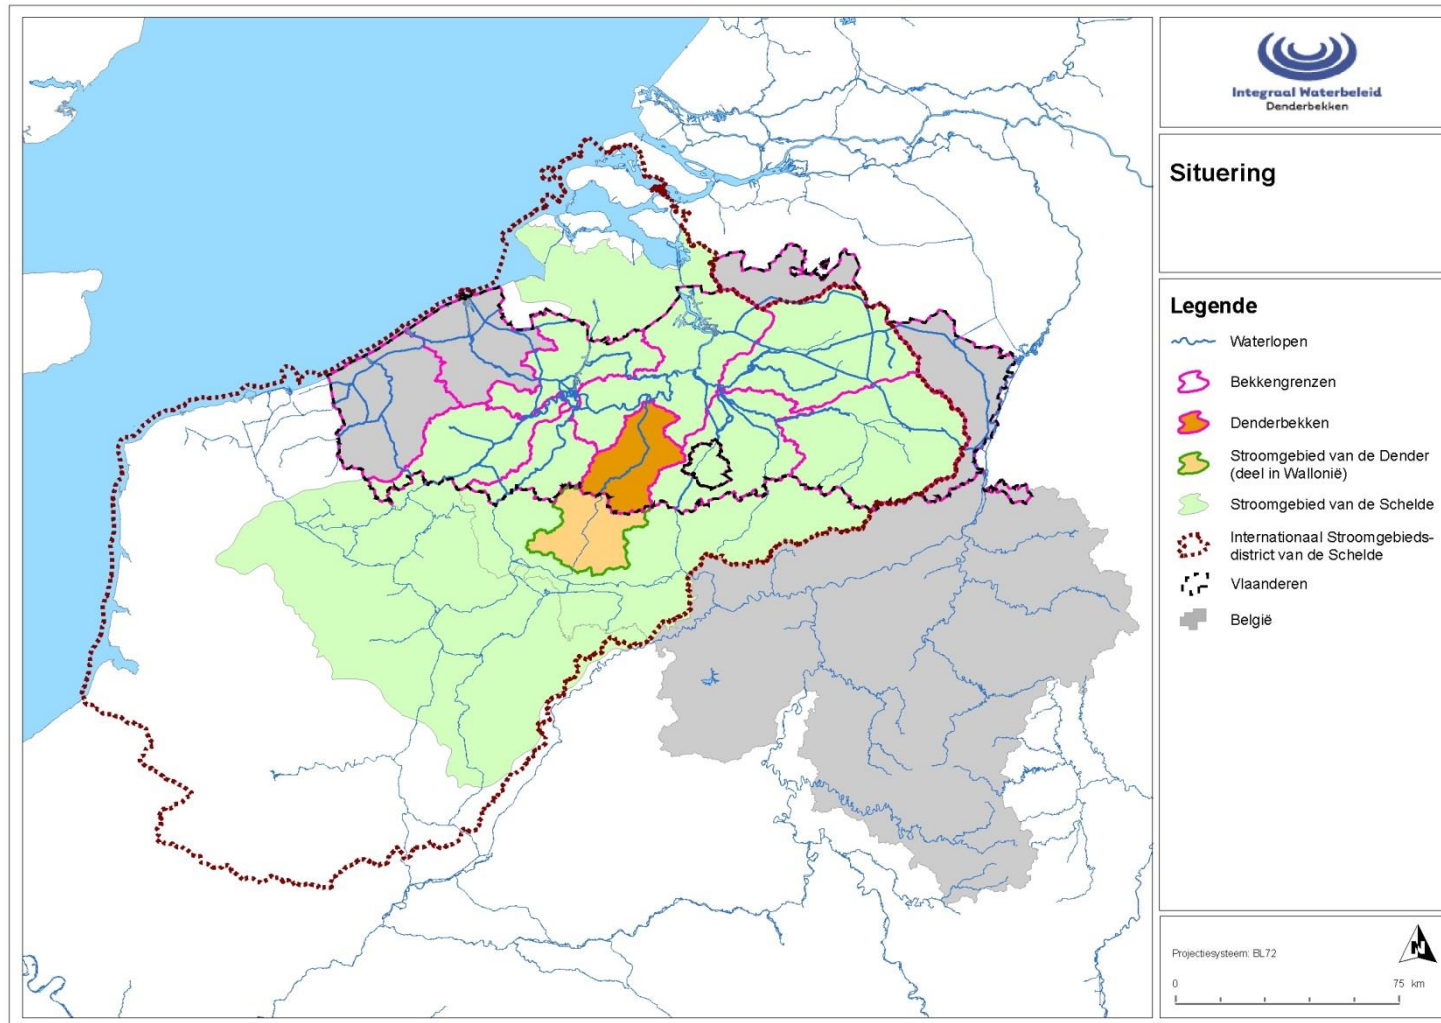 Integraal Waterbeleid
Denderbekken
Situering
Legende
Waterlopen
Bekkengrenzen
Denderbekken
Stroomgebied van de Dender
(deel in Wallonië)
Stroomgebied van de Schelde
Internationaal Stroomgebieds-
district van de Schelde
Vlaanderen
België
Projectiesysteem: BL72
N
0 75 km